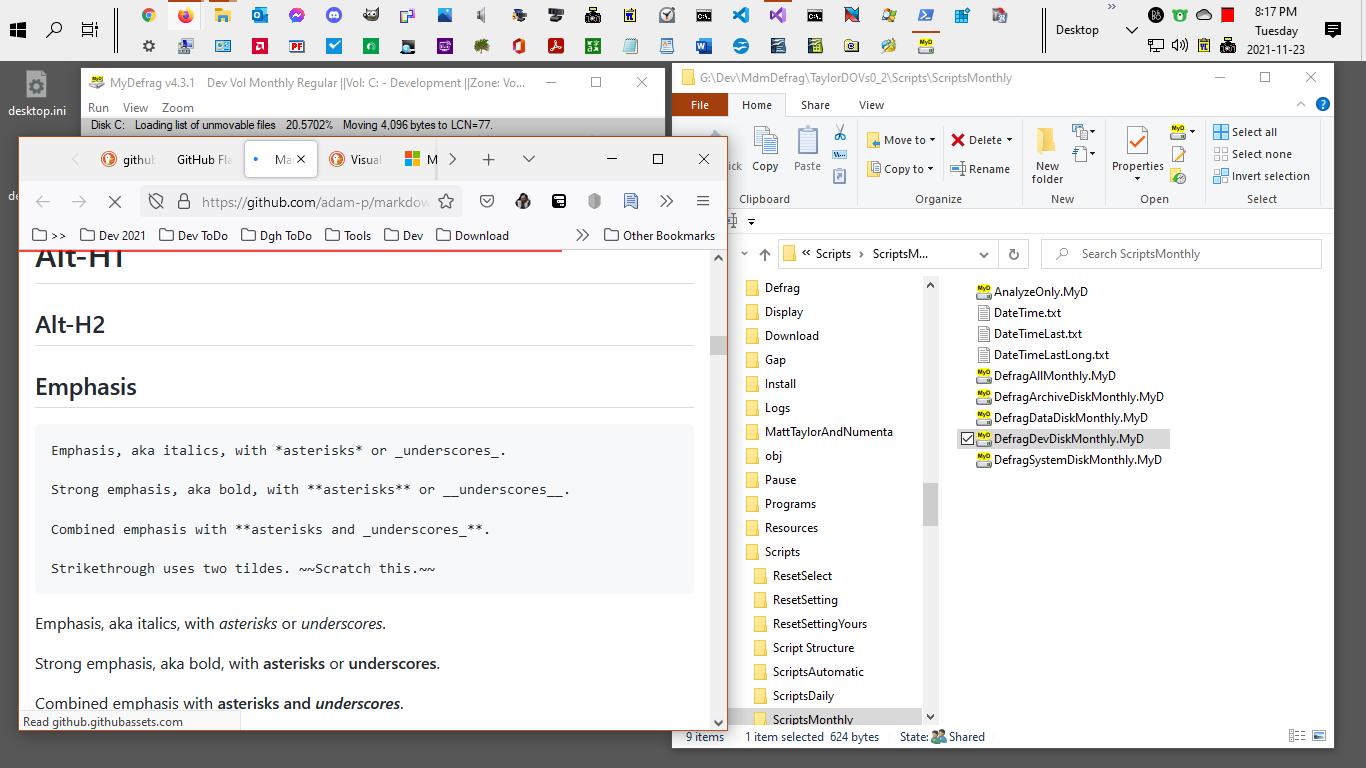 8:17 PM
Desktop
Tuesday
2021-11-23
desktop.ini
de
MyDefrag v4.3.1 Dev Vol Monthly Regular ||Vol: C: - Development ||Zone: Vo...
Run View Zoom
Disk C: Loading list of unmovable files 20.5702% Moving 4,096 bytes to LCN=77.
githu
GitHub Fla
Ma
Visual
M
https://github.com/adam-p/markdow
>>
Dev 2021
Dev ToDo
Dgh ToDo
Tools
Dev
Download
Other Bookmarks
Alt-H1
Alt-H2
Emphasis
Emphasis, aka italics, with *asterisks* or _underscores_.
Strong emphasis, aka bold, with **asterisks** or __underscores__.
Combined emphasis with **asterisks and _underscores_**.
Strikethrough uses two tildes. ~~Scratch this.~~
Emphasis, aka italics, with asterisks or underscores.
Strong emphasis, aka bold, with asterisks or underscores.
Combined emphasis with asterisks and underscores.
Read github.githubassets.com
G:\Dev\MdmDefrag\TaylorDOVs0_2\Scripts\ScriptsMonthly
File Home Share View
ick
Copy
Paste
Clipboard
Move to
Copy to
Delete
Rename
Organize
New
folder
New
Properties
Open
Select all
Select none
Invert selection
Select
« Scripts › ScriptsM...
Search ScriptsMonthly
Defrag
Display
Download
Gap
Install
Logs
MattTaylorAndNumenta
obj
Pause
Programs
Resources
Scripts
ResetSelect
ResetSetting
ResetSettingYours
Script Structure
ScriptsAutomatic
ScriptsDaily
ScriptsMonthly
AnalyzeOnly.MyD
DateTime.txt
DateTimeLast.txt
DateTimeLastLong.txt
DefragAllMonthly.MyD
DefragArchiveDiskMonthly.MyD
DefragDataDiskMonthly.MyD
DefragDevDiskMonthly.MyD
DefragSystemDiskMonthly.MyD
9 items 1 item selected 624 bytes State: Shared